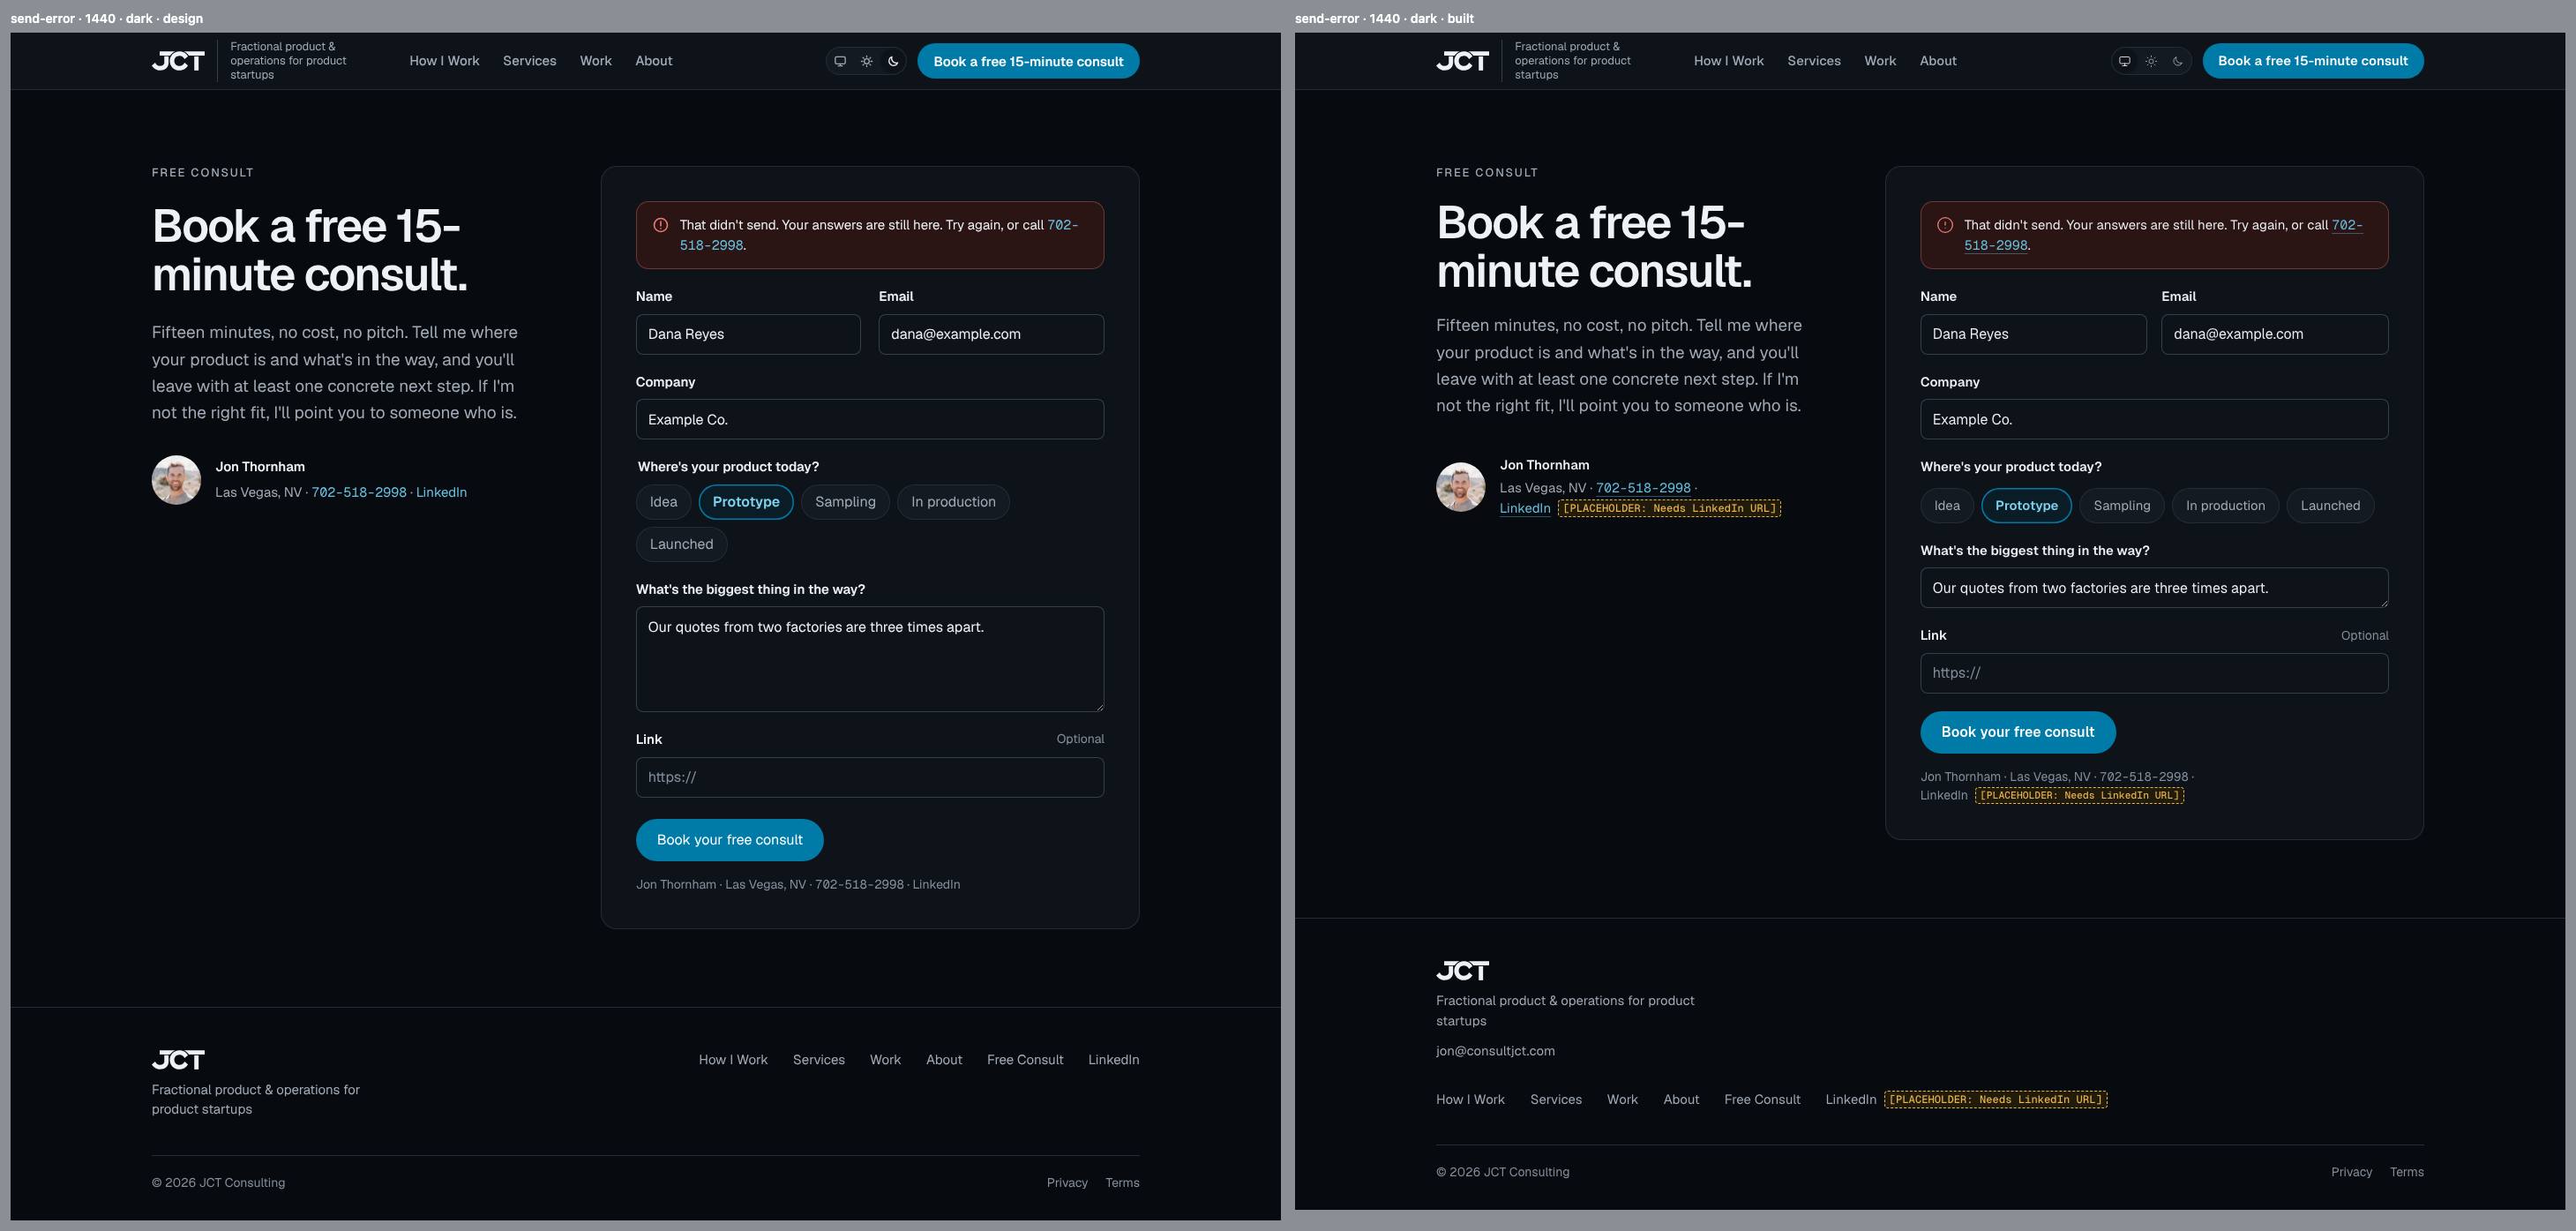 send-error · 1440 · dark · design
JCT
Fractional product &
operations for product
startups
How I Work
Services
Work
About
Book a free 15-minute consult
FREE CONSULT
Book a free 15-
minute consult.
Fifteen minutes, no cost, no pitch. Tell me where
your product is and what's in the way, and you'll
leave with at least one concrete next step. If I'm
not the right fit, I'll point you to someone who is.
Jon Thornham
Las Vegas, NV · 702-518-2998 · LinkedIn
That didn't send. Your answers are still here. Try again, or call 702-
518-2998.
Name
Email
Dana Reyes
dana@example.com
Company
Example Co.
Where's your product today?
Idea
Prototype
Sampling
In production
Launched
What's the biggest thing in the way?
Our quotes from two factories are three times apart.
Link
Optional
https://
Book your free consult
Jon Thornham · Las Vegas, NV · 702-518-2998 · LinkedIn
JCT
Fractional product & operations for
product startups
How I Work
Services
Work
About
Free Consult
LinkedIn
© 2026 JCT Consulting
Privacy
Terms
send-error · 1440 · dark · built
JCT
Fractional product &
operations for product
startups
How I Work
Services
Work
About
Book a free 15-minute consult
FREE CONSULT
Book a free 15-
minute consult.
Fifteen minutes, no cost, no pitch. Tell me where
your product is and what's in the way, and you'll
leave with at least one concrete next step. If I'm
not the right fit, I'll point you to someone who is.
Jon Thornham
Las Vegas, NV · 702-518-2998 ·
LinkedIn [PLACEHOLDER: Needs LinkedIn URL]
That didn't send. Your answers are still here. Try again, or call 702-
518-2998.
Name
Email
Dana Reyes
dana@example.com
Company
Example Co.
Where's your product today?
Idea
Prototype
Sampling
In production
Launched
What's the biggest thing in the way?
Our quotes from two factories are three times apart.
Link
Optional
https://
Book your free consult
Jon Thornham · Las Vegas, NV · 702-518-2998 ·
LinkedIn [PLACEHOLDER: Needs LinkedIn URL]
JCT
Fractional product & operations for product
startups
jon@consultjct.com
How I Work
Services
Work
About
Free Consult
LinkedIn [PLACEHOLDER: Needs LinkedIn URL]
© 2026 JCT Consulting
Privacy
Terms